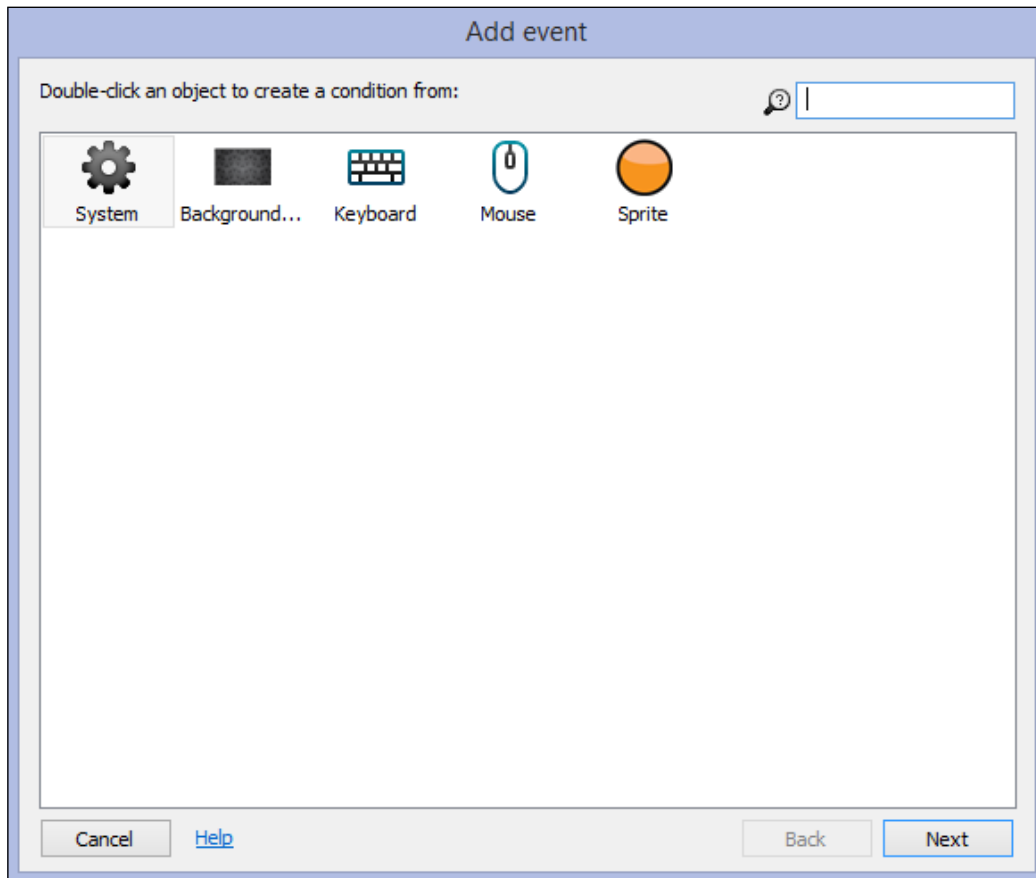 Add event
Double-click an object to create a condition from:
System Background... Keyboard Mouse Sprite
Cancel Help Back Next